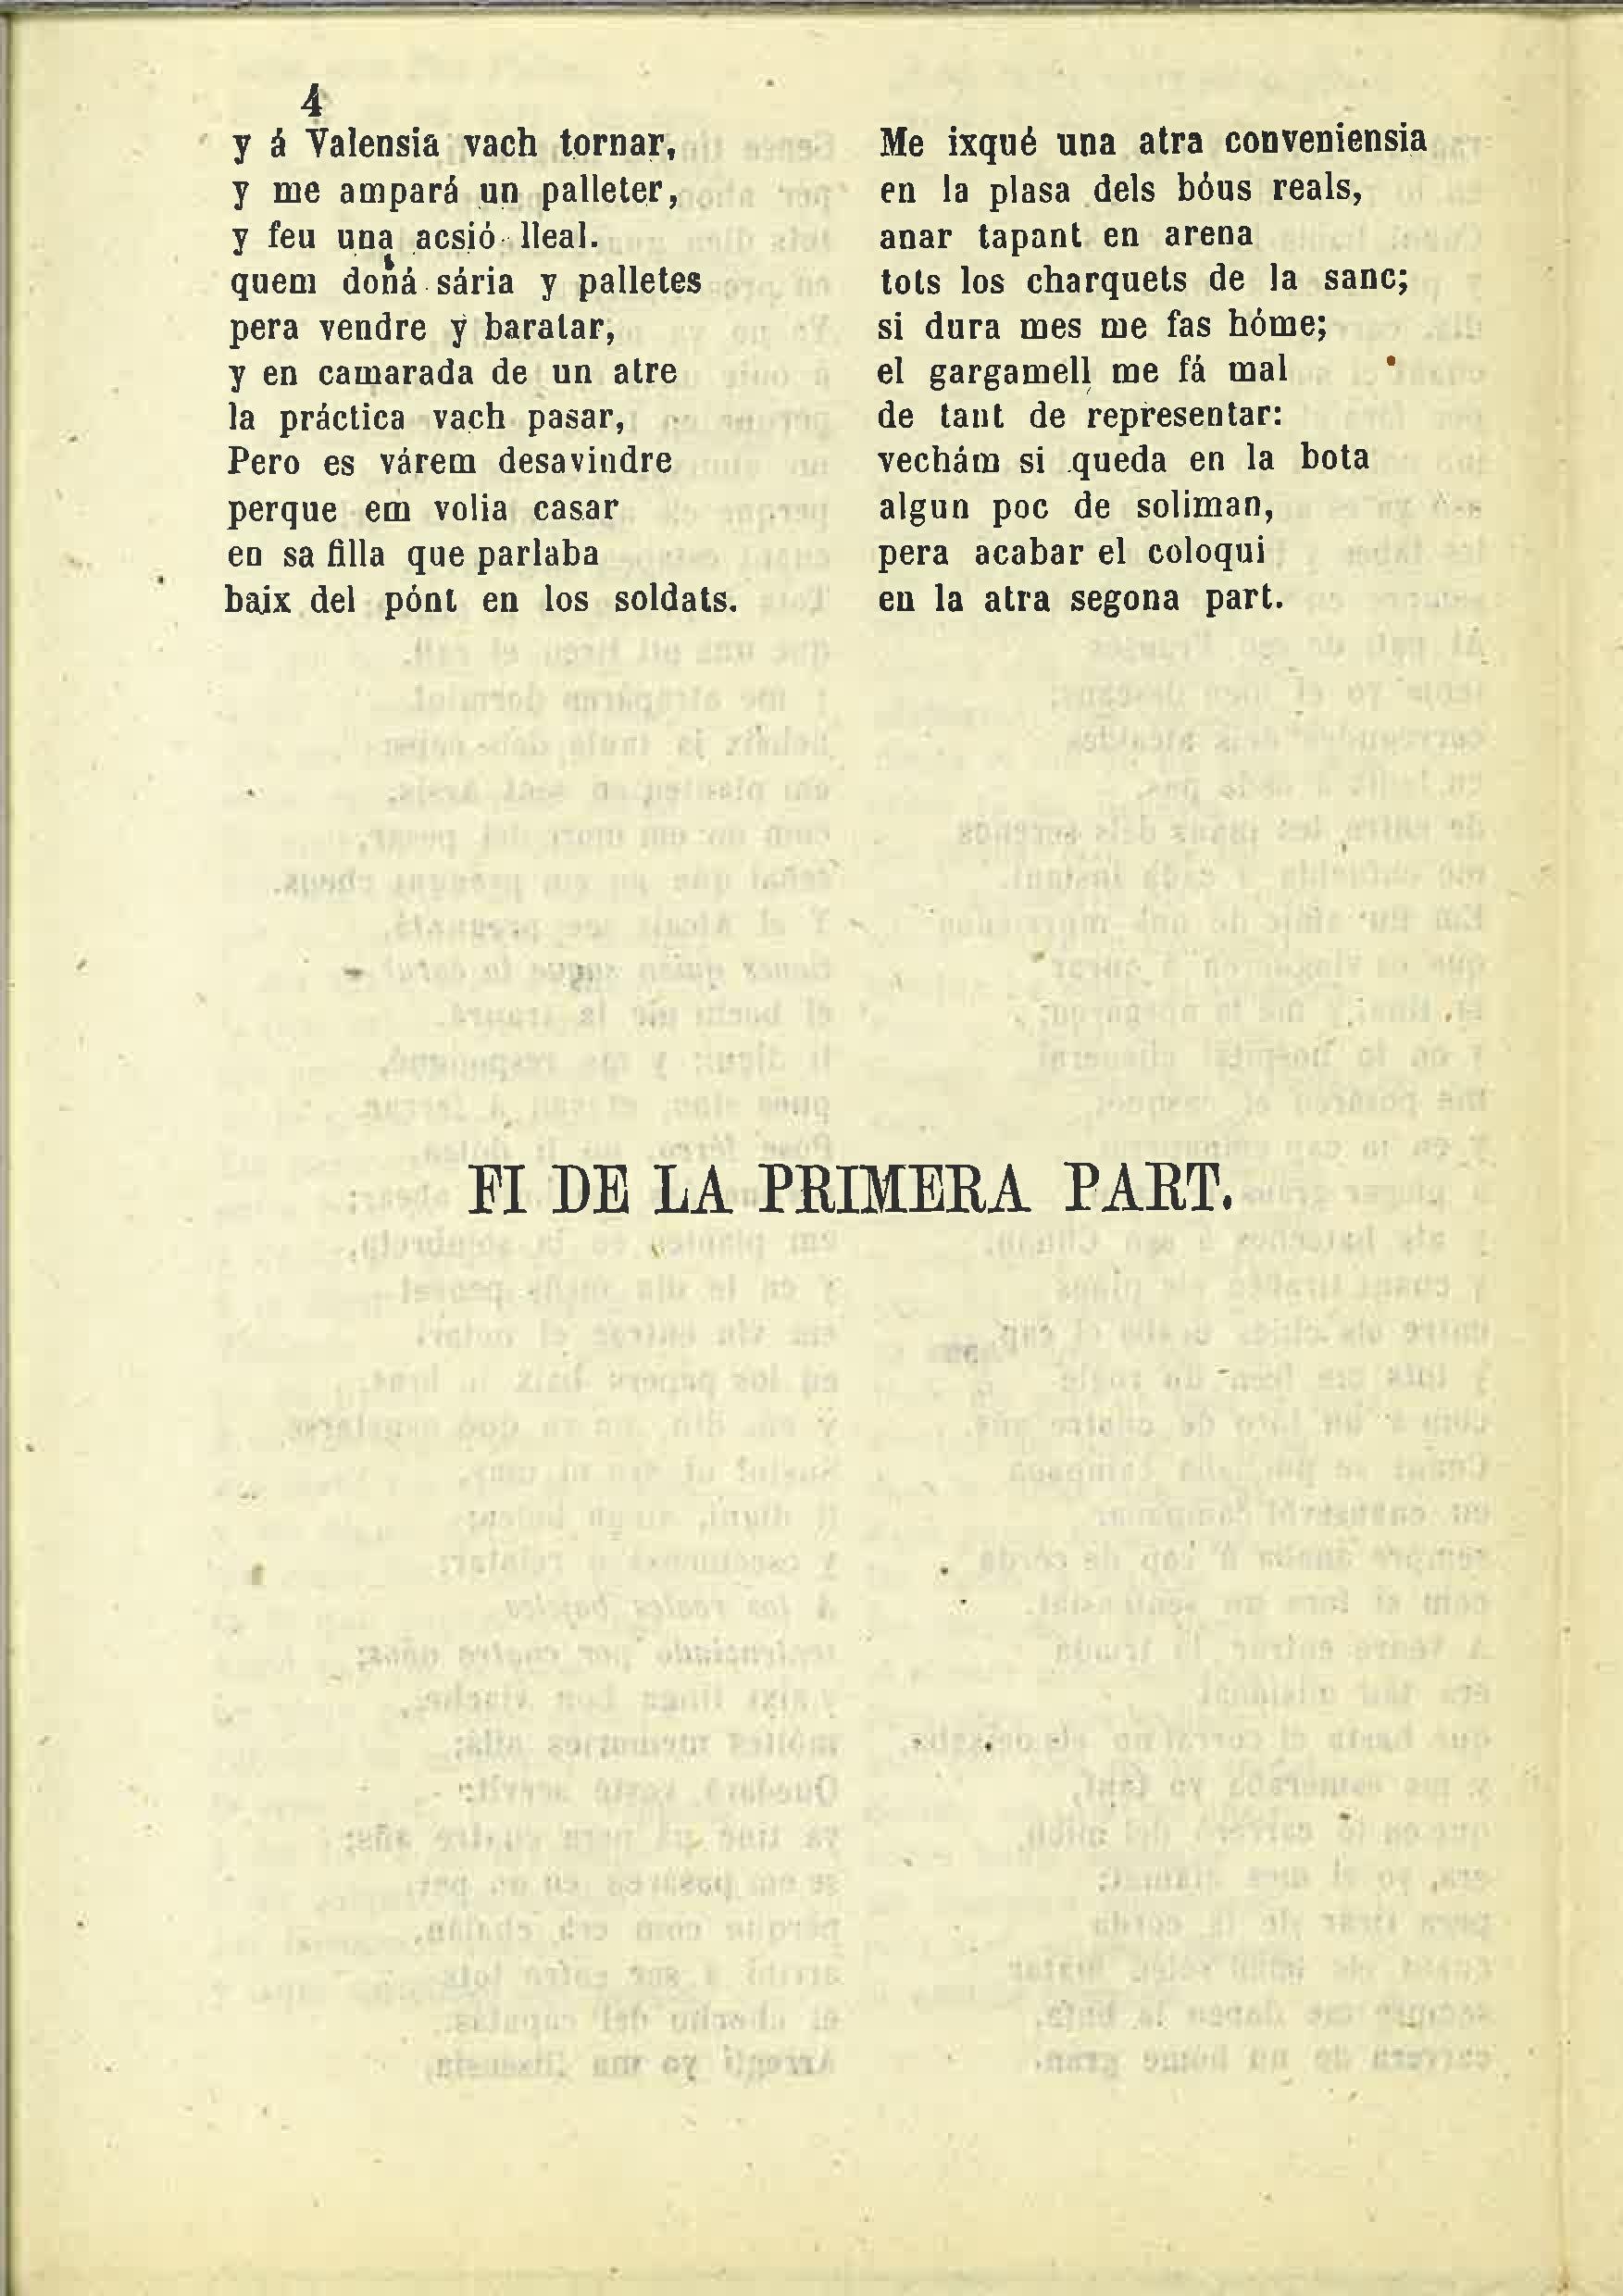 4
y á Valensia vach tornar,
y me ampará un palleter,
y feu una acsió lleal.
quem doná sária y palletes
pera vendre y baratar,
y en camarada de un atre
la práctica vach pasar,
Pero es várem desavindre
perque em volia casar
en sa filla que parlaba
baix del pónt en los soldats.
Me ixqué una atra conveniensia
en la plasa dels bóus reals,
anar tapant en arena
tots los charquets de la sanc;
si dura mes me fas hóme;
el gargamell me fá mal
de tant de representar:
vechám si queda en la bota
algun poc de soliman,
pera acabar el coloqui
en la atra segona part.
FI DE LA PRIMERA PART.